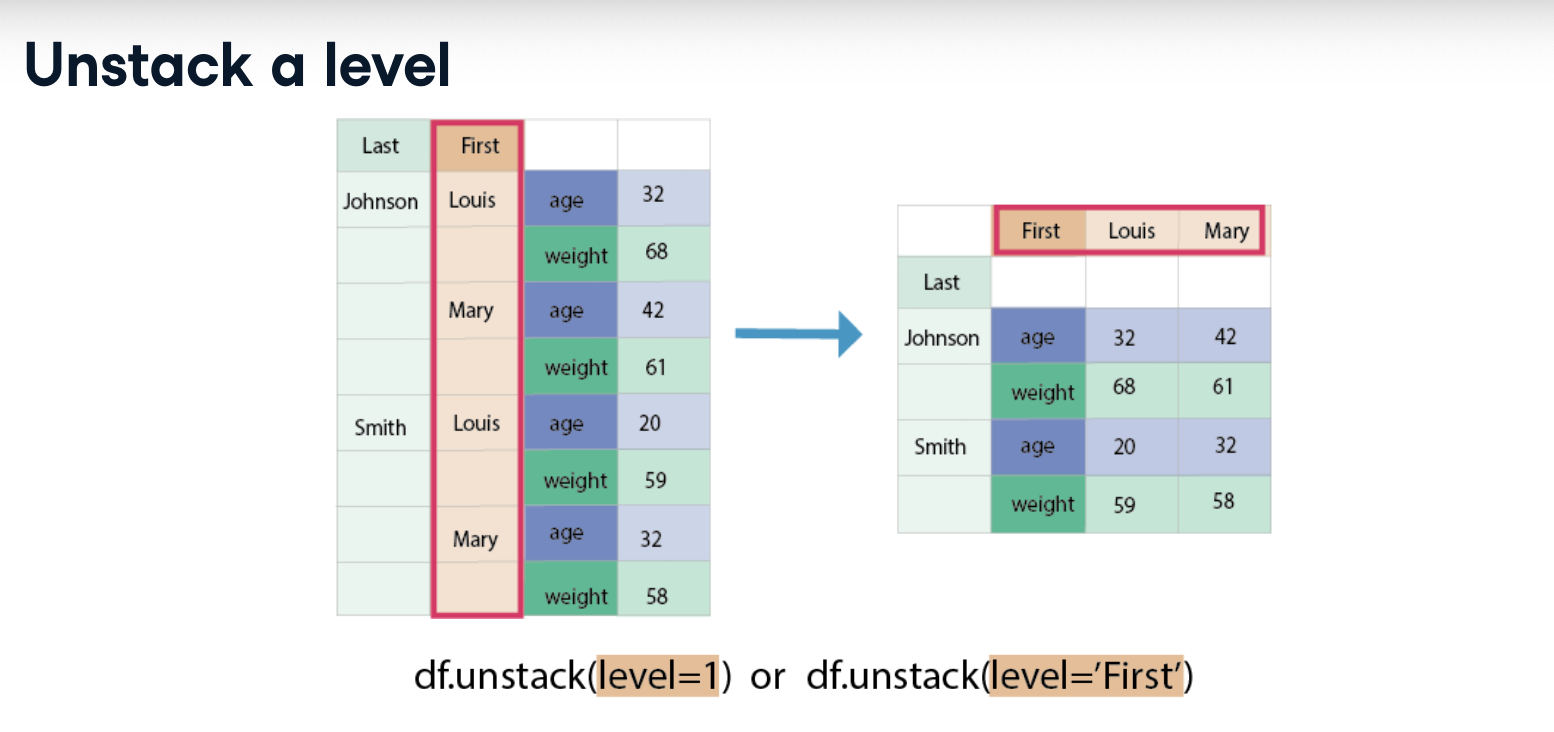 Unstack a level
Last First
Johnson Louis age 32
weight 68
Mary age 42
weight 61
Smith Louis age 20
weight 59
Mary age 32
weight 58
First Louis Mary
Last
Johnson age 32 42
weight 68 61
Smith age 20 32
weight 59 58
df.unstack(level=1) or df.unstack(level=’First’)